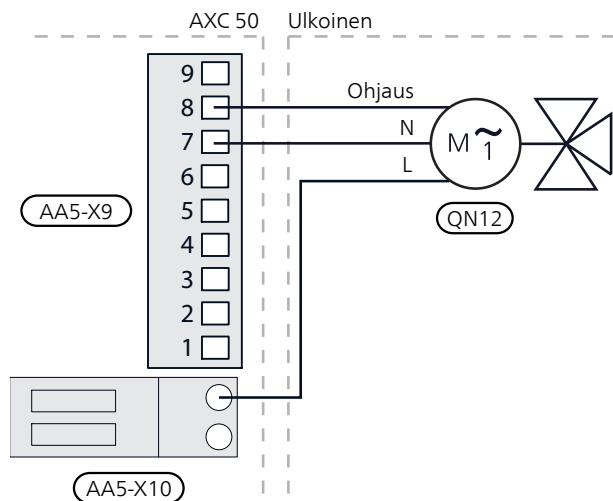 AXC 50
Ulkoinen
9
8
7
6
5
4
3
2
1
Ohjaus
N
L
M ~
1
AA5-X9
QN12
AA5-X10